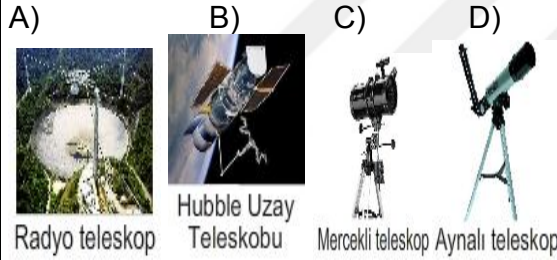 A) B) C) D)
Radyo teleskop
Hubble Uzay
Teleskobu
Mercekli teleskop
Aynalı teleskop